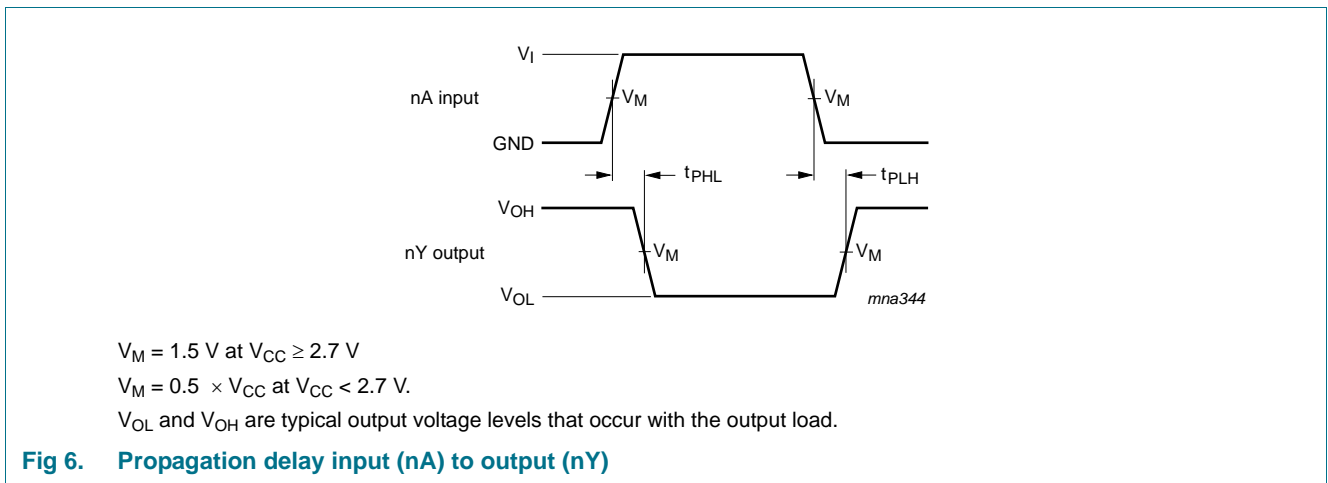 VI
nA input
VM
VM
GND
tPHL
tPLH
VOH
nY output
VM
VM
VOL
mna344
VM = 1.5 V at VCC ≥ 2.7 V
VM = 0.5 × VCC at VCC < 2.7 V.
VOL and VOH are typical output voltage levels that occur with the output load.
Fig 6. Propagation delay input (nA) to output (nY)